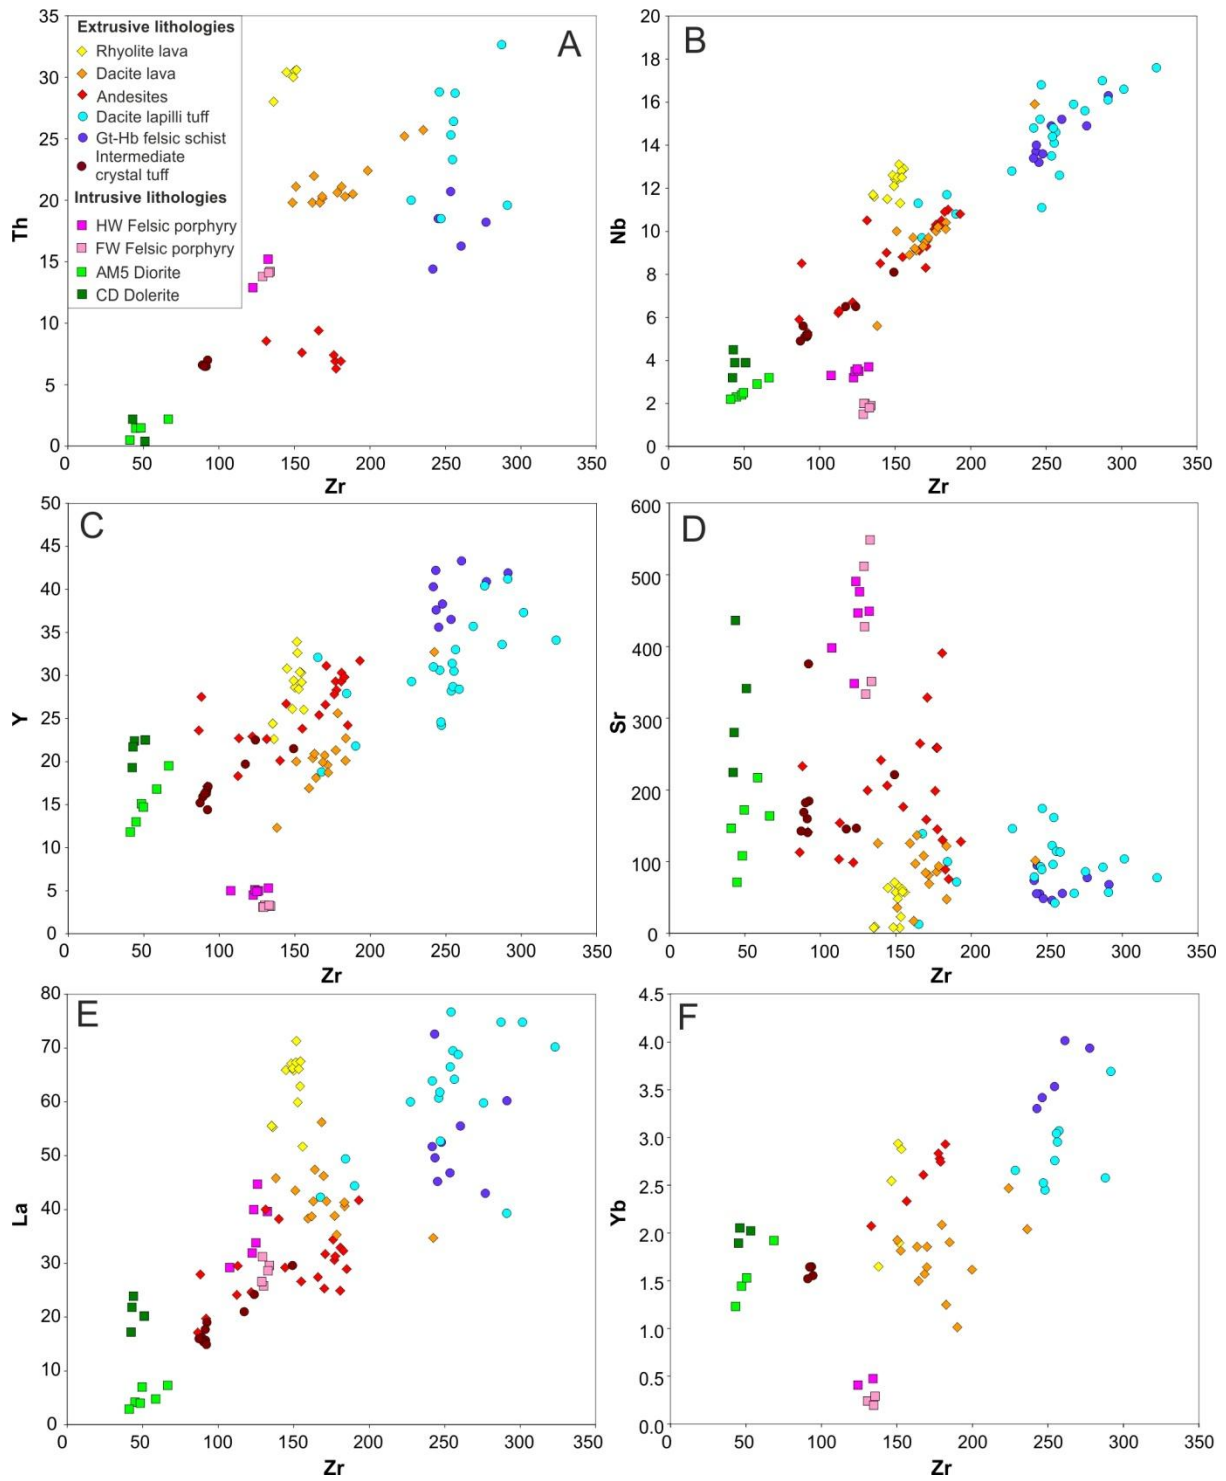 A
Extrusive lithologies
Rhyolite lava
Dacite lava
Andesites
Dacite lapilli tuff
Gt-Hb felsic schist
Intermediate
crystal tuff
Intrusive lithologies
HW Felsic porphyry
FW Felsic porphyry
AM5 Diorite
CD Dolerite
35
30
25
20
15
10
5
0
Th
0 50 100 150 200 250 300 350
Zr
B
20
18
16
14
12
10
8
6
4
2
0
Nb
0 50 100 150 200 250 300 350
Zr
C
50
45
40
35
30
25
20
15
10
5
0
Y
0 50 100 150 200 250 300 350
Zr
D
600
500
400
300
200
100
0
Sr
0 50 100 150 200 250 300 350
Zr
E
80
70
60
50
40
30
20
10
0
La
0 50 100 150 200 250 300 350
Zr
F
4.5
4.0
3.5
3.0
2.5
2.0
1.5
1.0
0.5
0.0
Yb
0 50 100 150 200 250 300 350
Zr